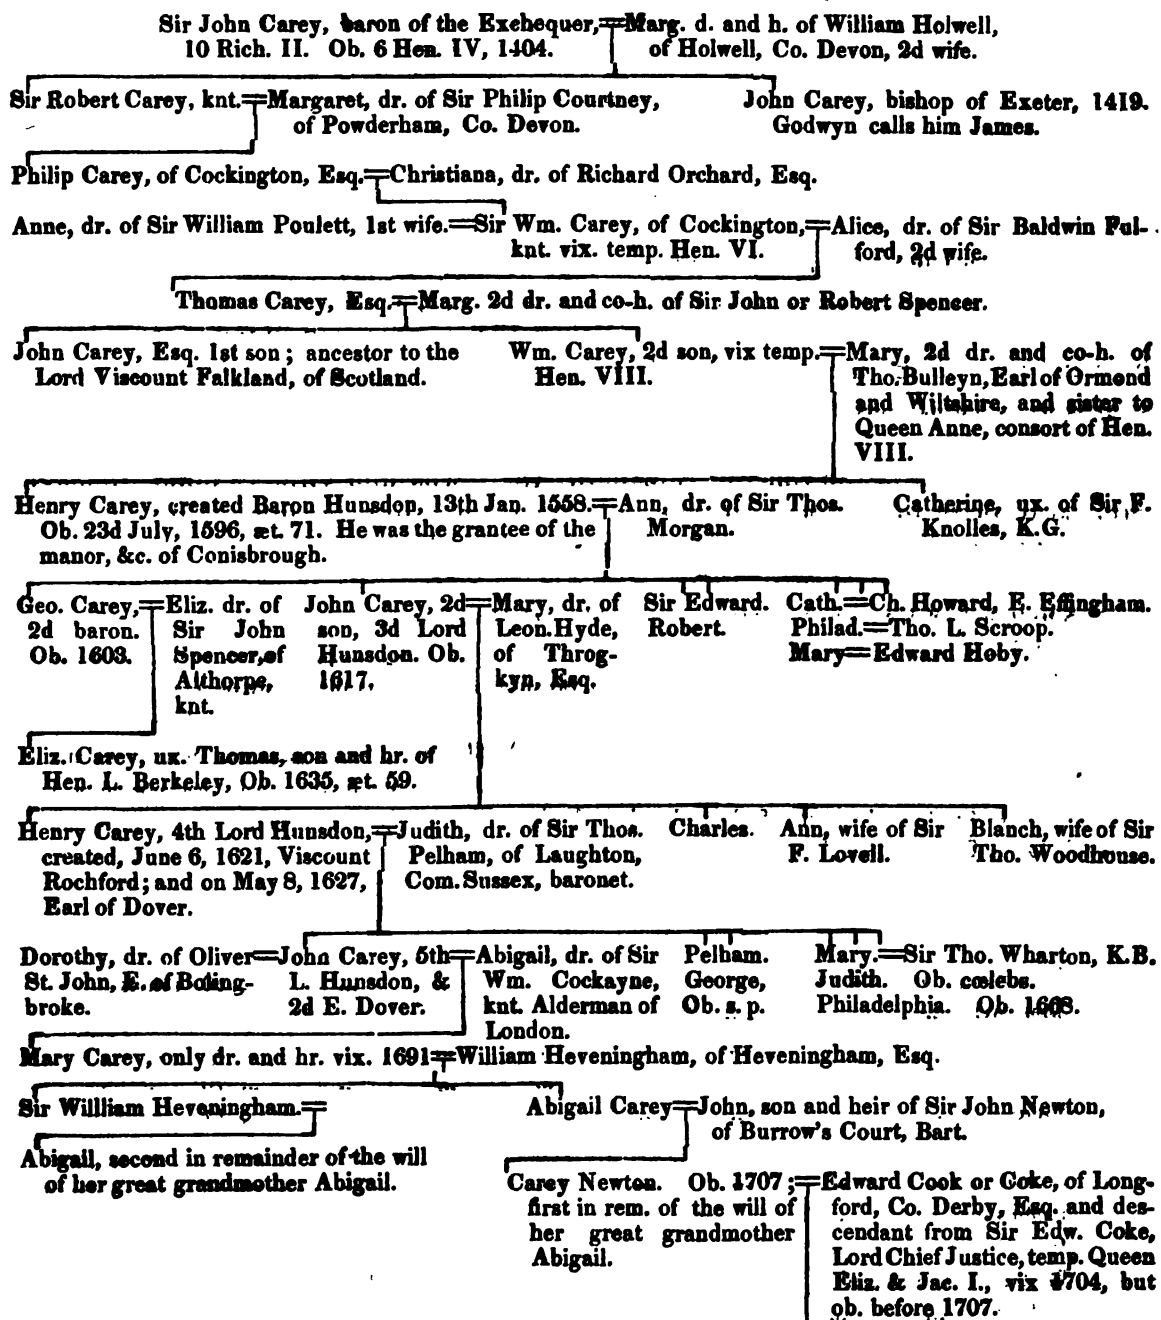 Sir John Carey, baron of the Exehequer,=Marg. d. and h. of William Holwell,
10 Rich. II. Ob. 6 Hen. IV, 1404.
of Holwell, Co. Devon, 2d wife.
Sir Robert Carey, knt.=Margaret, dr. of Sir Philip Courtney,
of Powderham, Co. Devon.
John Carey, bishop of Exeter, 1419.
Godwyn calls him James.
Philip Carey, of Cockington, Esq.=Christiana, dr. of Richard Orchard, Esq.
Anne, dr. of Sir William Poulett, 1st wife.=Sir Wm. Carey, of Cockington,=Alice, dr. of Sir Baldwin Ful-
knt. vix. temp. Hen. VI.
ford, 2d wife.
Thomas Carey, Esq.=Marg. 2d dr. and co-h. of Sir John or Robert Spencer.
John Carey, Esq. 1st son; ancestor to the
Lord Viscount Falkland, of Scotland.
Wm. Carey, 2d son, vix temp.=
Hen. VIII.
Mary, 2d dr. and co-h. of
Tho. Bulleyn, Earl of Ormond
and Wiltshire, and sister to
Queen Anne, consort of Hen.
VIII.
Henry Carey, created Baron Hunsdon, 13th Jan. 1558.=
Ob. 23d July, 1596, æt. 71. He was the grantee of the
manor, &c. of Conisbrough.
Ann, dr. of Sir Thos.
Morgan.
Catherine, ux. of Sir F.
Knolles, K.G.
Geo. Carey,=
2d baron.
Ob. 1603.
Eliz. dr. of
Sir John
Spencer, of
Althorpe,
knt.
John Carey, 2d=
son, 3d Lord
Hunsdon. Ob.
1617.
Mary, dr. of
Leon. Hyde,
of Throg-
kyn, Esq.
Sir Edward.
Robert.
Cath.=Ch. Howard, E. Effingham.
Philad.=Tho. L. Scroop.
Mary=Edward Hoby.
Eliz. Carey, ux. Thomas, son and hr. of
Hen. L. Berkeley, Ob. 1635, æt. 59.
Henry Carey, 4th Lord Hunsdon,=
created, June 6, 1621, Viscount
Rochford; and on May 8, 1627,
Earl of Dover.
Judith, dr. of Sir Thos.
Pelham, of Laughton,
Com. Sussex, baronet.
Charles.
Ann, wife of Sir
F. Lovell.
Blanch, wife of Sir
Tho. Woodhouse.
Dorothy, dr. of Oliver=
St. John, E. of Boling-
broke.
John Carey, 5th=
L. Hunsdon, &
2d E. Dover.
Abigail, dr. of Sir
Wm. Cockayne,
knt. Alderman of
London.
Pelham.
George,
Ob. s. p.
Mary.=Sir Tho. Wharton, K.B.
Judith. Ob. cœlebs.
Philadelphia. Ob. 1668.
Mary Carey, only dr. and hr. vix. 1691=William Heveningham, of Heveningham, Esq.
Sir Willliam Heveningham.=
Abigail Carey=John, son and heir of Sir John Newton,
of Burrow's Court, Bart.
Abigail, second in remainder of the will
of her great grandmother Abigail.
Carey Newton. Ob. 1707;=
first in rem. of the will of
her great grandmother
Abigail.
Edward Cook or Coke, of Long-
ford, Co. Derby, Esq. and des-
cendant from Sir Edw. Coke,
Lord Chief Justice, temp. Queen
Eliz. & Jac. I., vix 1704, but
ob. before 1707.